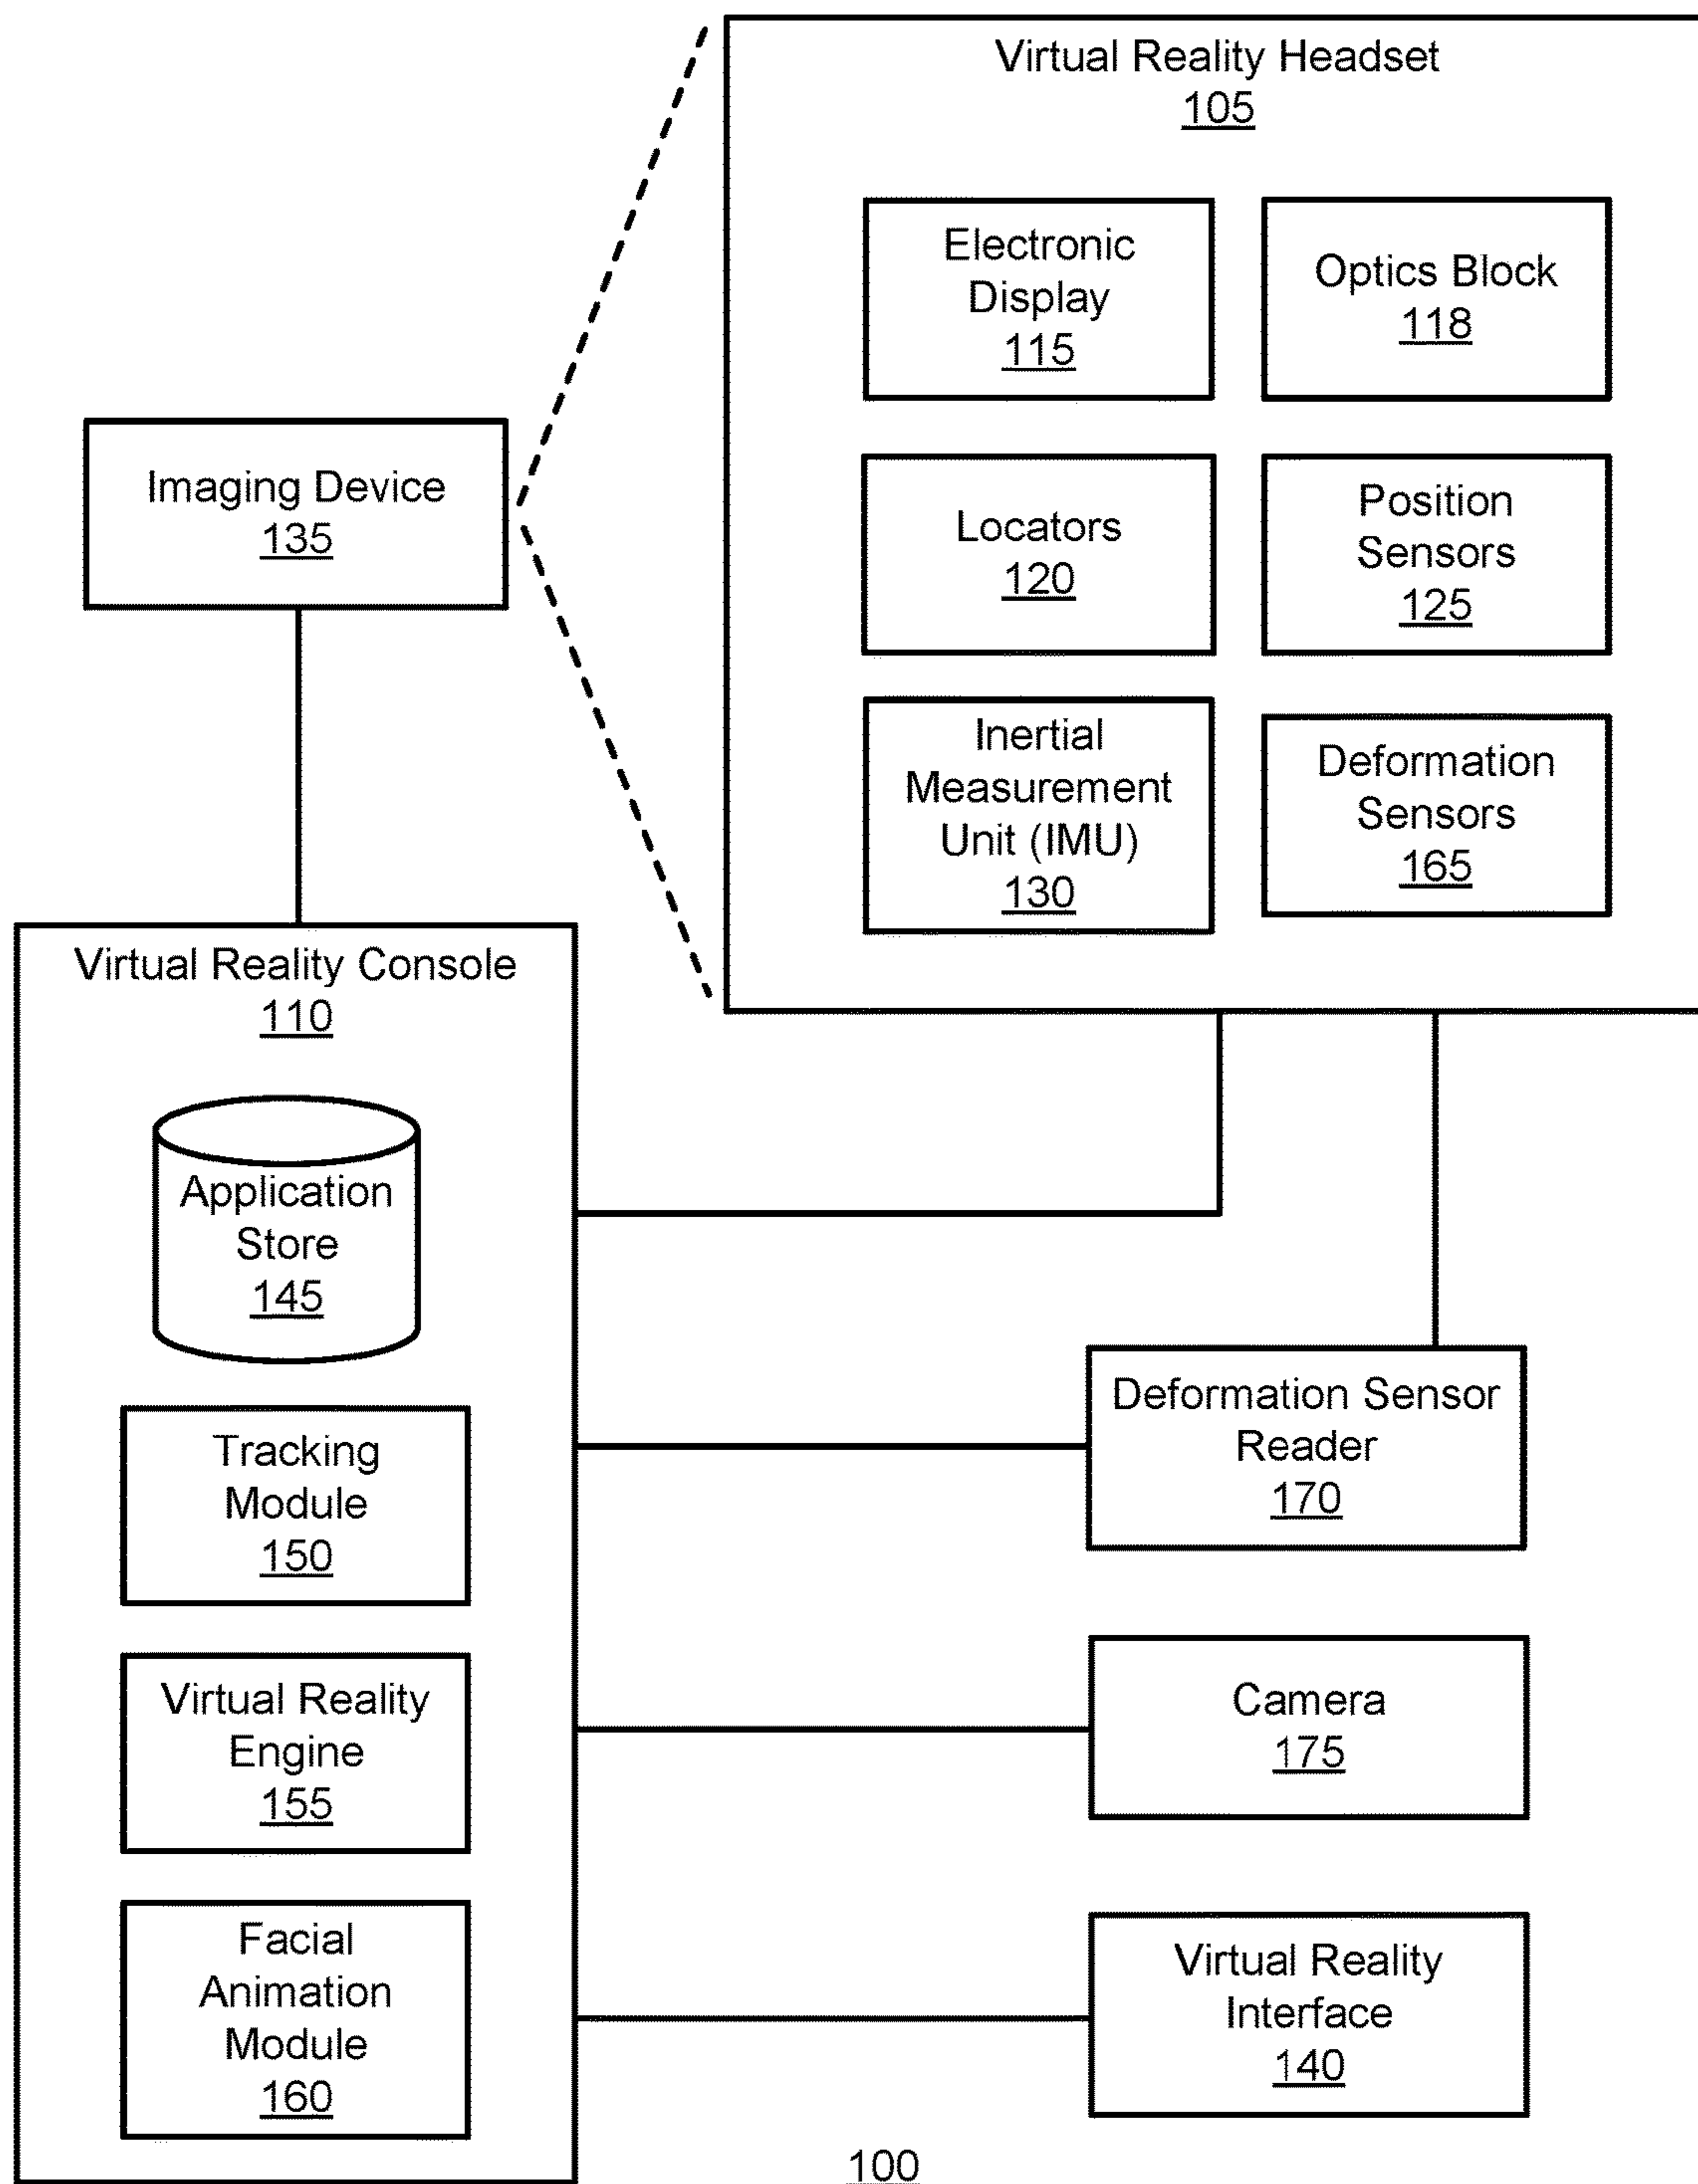 Virtual Reality Headset
105
Electronic
Display
115
Optics Block
118
Imaging Device
135
Locators
120
Position
Sensors
125
Inertial
Measurement
Unit (IMU)
130
Deformation
Sensors
165
Virtual Reality Console
110
Application
Store
145
Tracking
Module
150
Virtual Reality
Engine
155
Facial
Animation
Module
160
Deformation Sensor
Reader
170
Camera
175
Virtual Reality
Interface
140
100